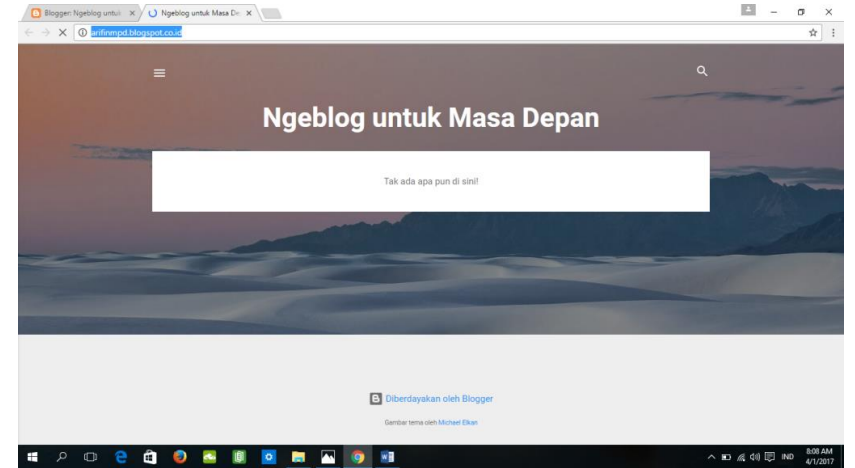 Blogger: Ngeblog untuk
Ngeblog untuk Masa De
arifinmpd.blogspot.co.id
Ngeblog untuk Masa Depan
Tak ada apa pun di sini!
Diberdayakan oleh Blogger
Gambar tema oleh Michael Elkan
IND
8:08 AM
4/1/2017